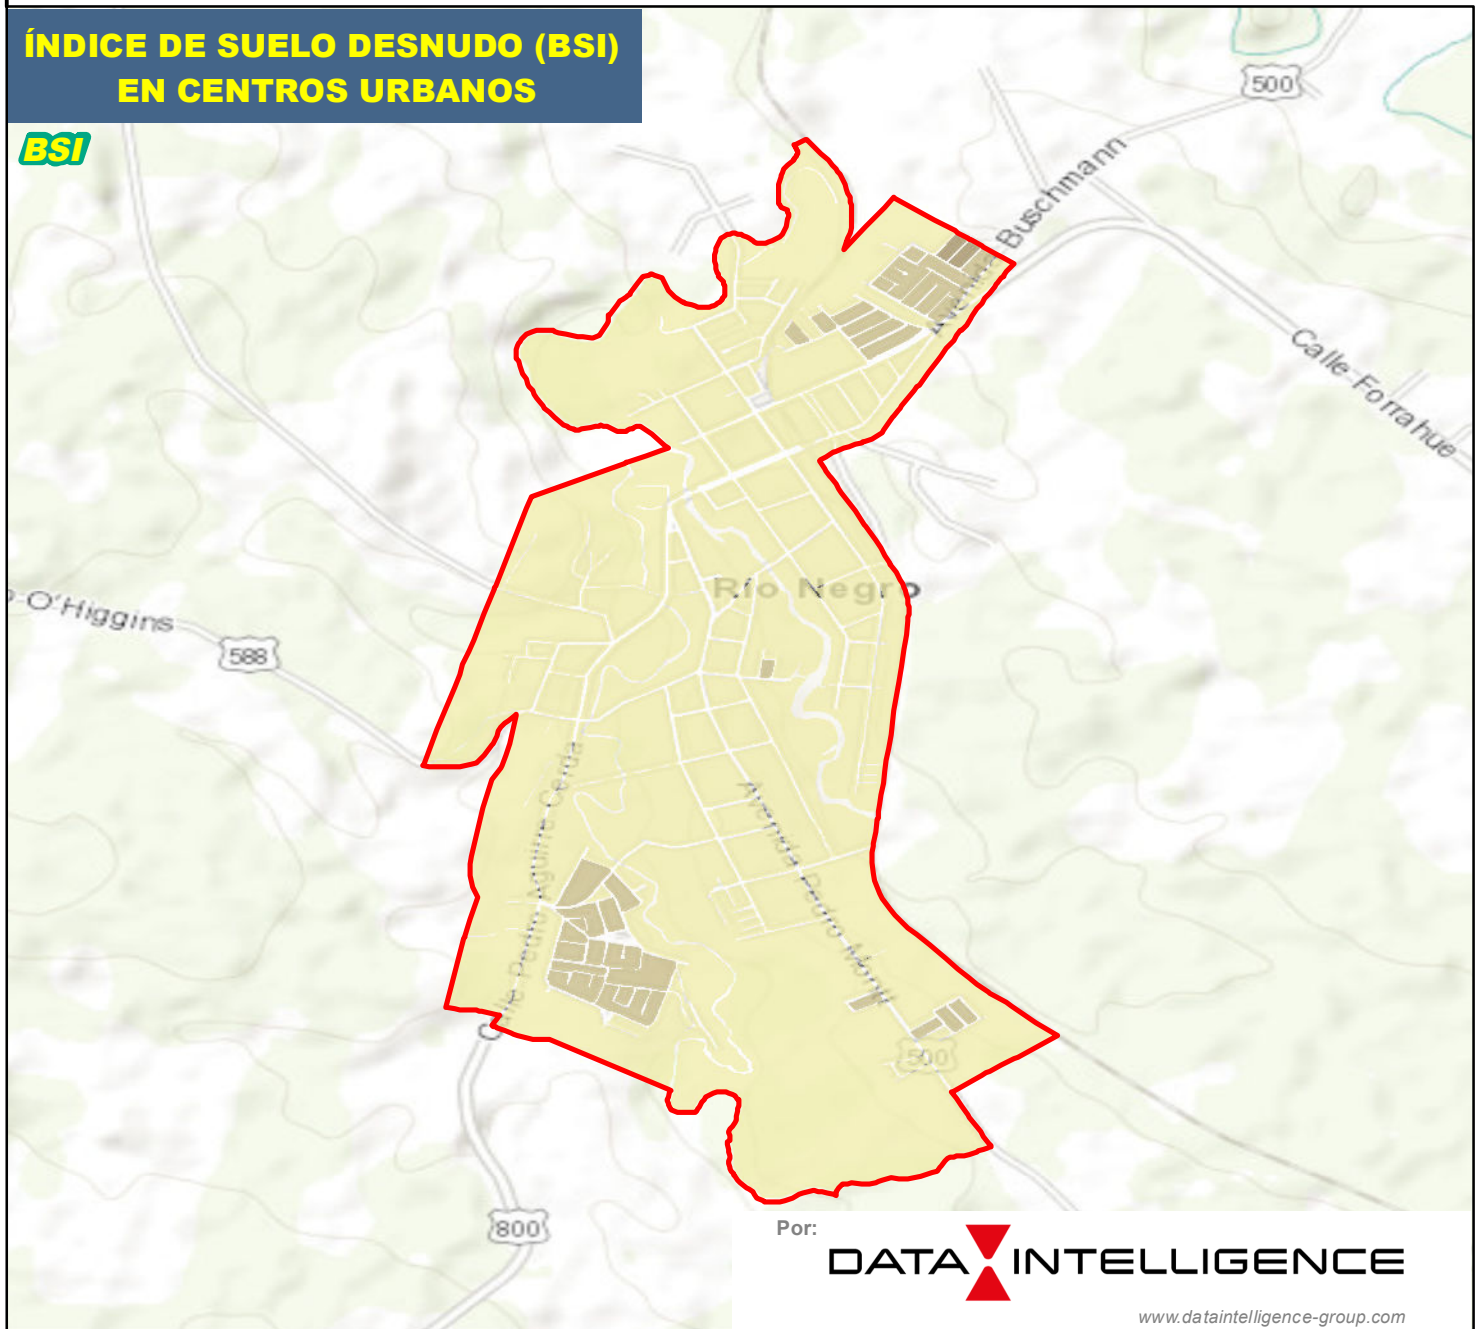 ÍNDICE DE SUELO DESNUDO (BSI)
EN CENTROS URBANOS
BSI
500
Avenida Buschmann
Calle Forrahue
Río Negro
O'Higgins
588
Calle Pedro Aguirre Cerda
Avenida Pedro Montt
500
800
Por:
DATA INTELLIGENCE
www.dataintelligence-group.com